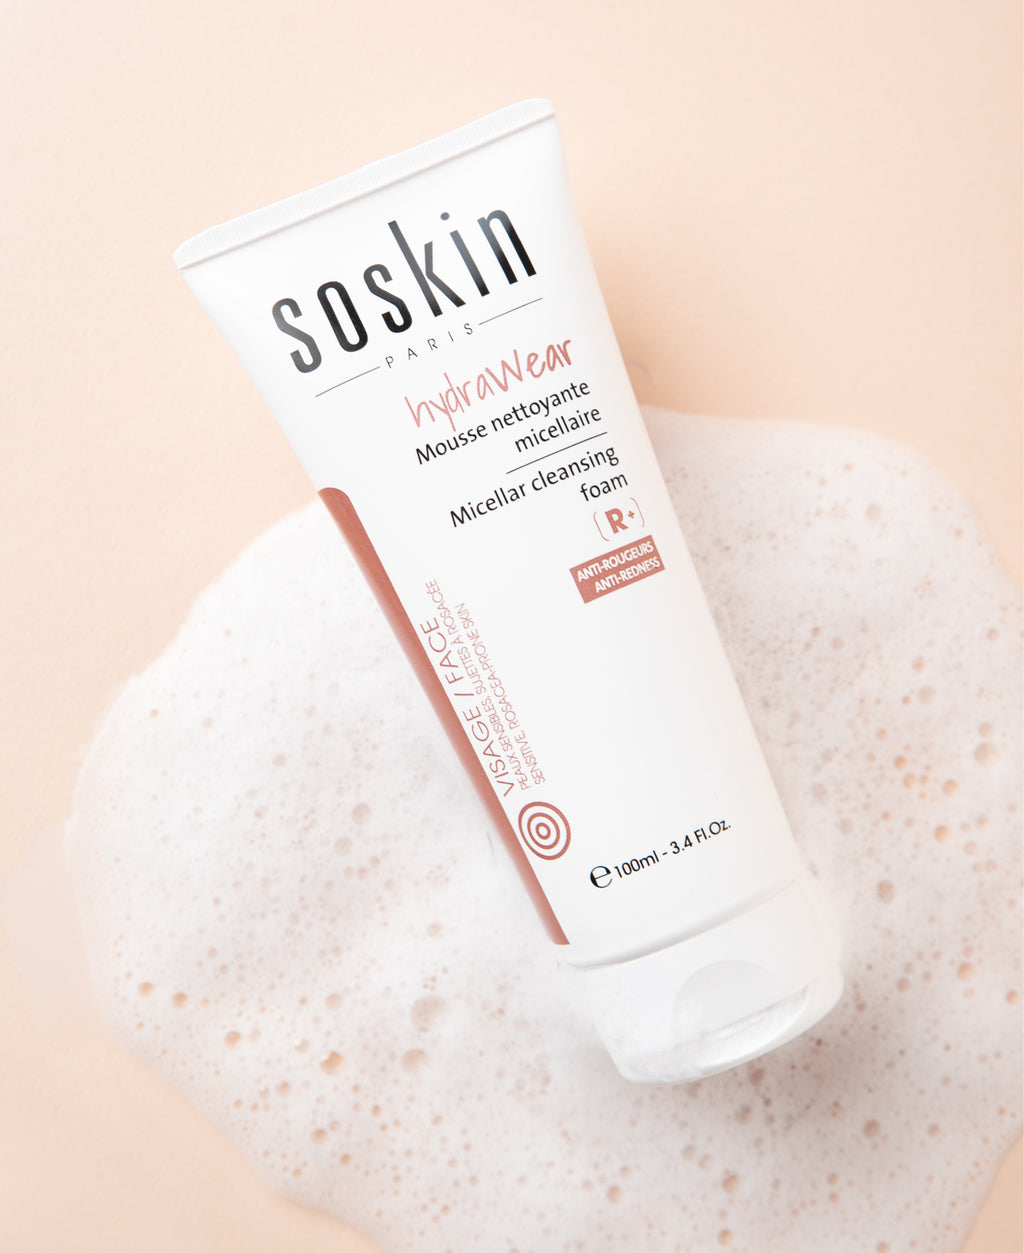 soskin
PARIS
hydraWear
Mousse nettoyante
micellaire
Micellar cleansing
foam
(R+)
ANTI-ROUGEURS
ANTI-REDNESS
VISAGE / FACE
PEAUX SENSIBLES, SUJETTES À ROSACÉE
SENSITIVE, ROSACEA-PRONE SKIN
℮100ml - 3.4 Fl.Oz.